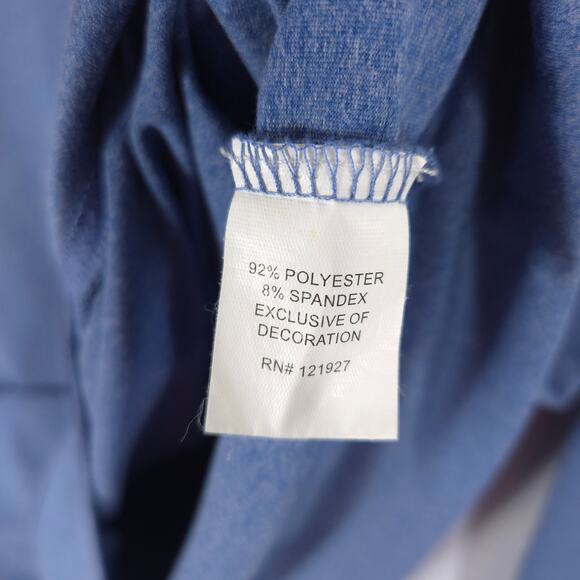 92% POLYESTER
8% SPANDEX
EXCLUSIVE OF
DECORATION
RN# 121927